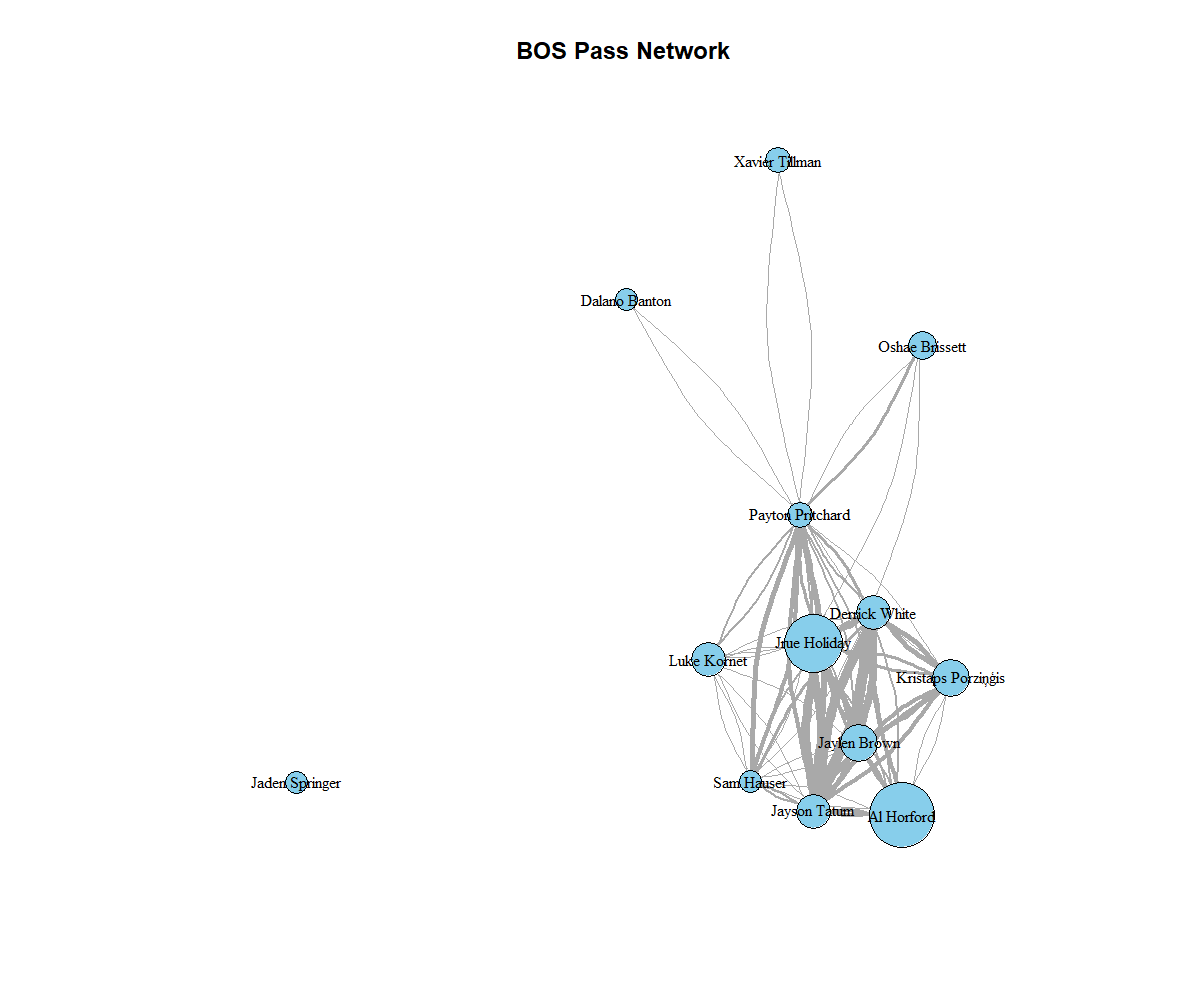 BOS Pass Network
Xavier Tillman
Dalano Banton
Oshae Brissett
Payton Pritchard
Derrick White
Jrue Holiday
Luke Kornet
Kristaps Porziņģis
Jaylen Brown
Jaden Springer
Sam Hauser
Jayson Tatum
Al Horford